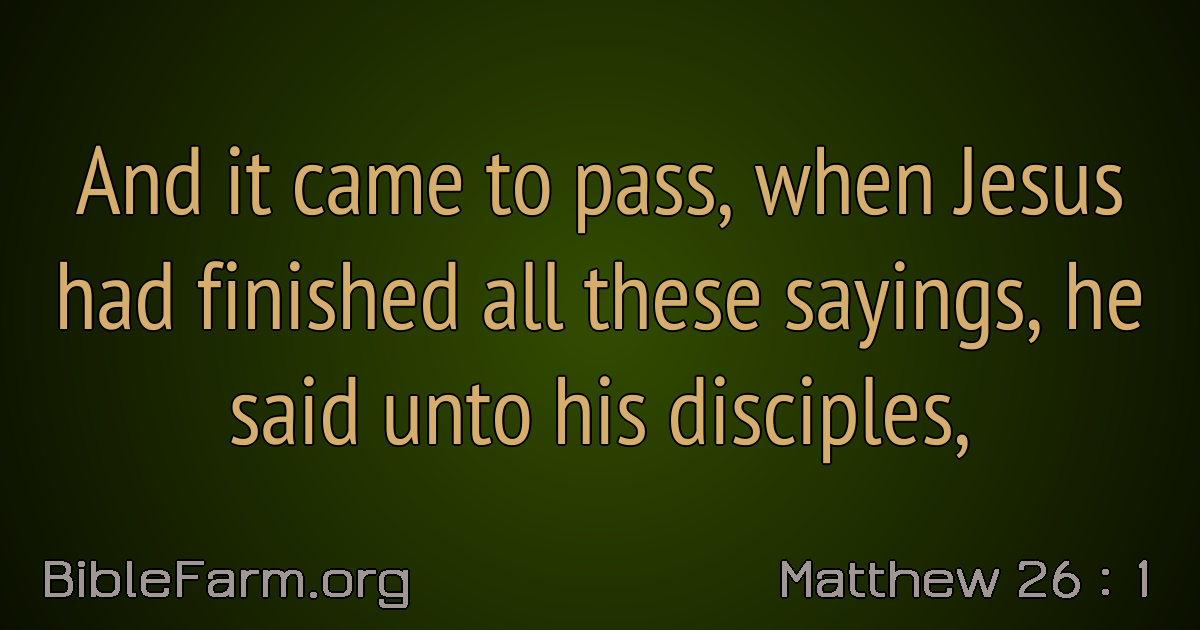 And it came to pass, when Jesus
had finished all these sayings, he
said unto his disciples,
BibleFarm.org
Matthew 26 : 1